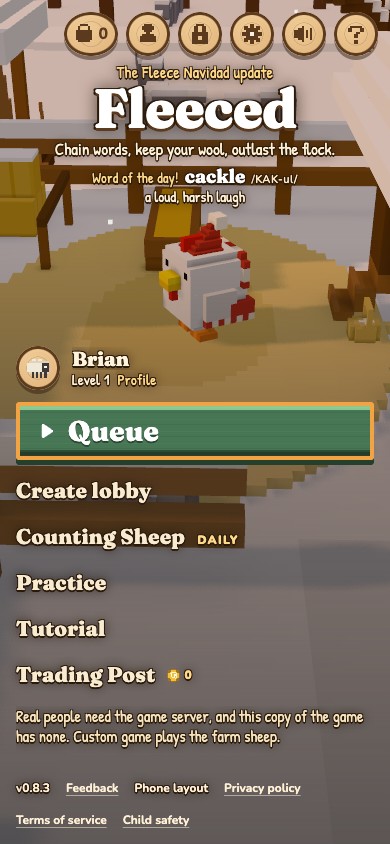 0
The Fleece Navidad update
Fleeced
Chain words, keep your wool, outlast the flock.
Word of the day! cackle /KAK-ul/
a loud, harsh laugh
Brian
Level 1 Profile
Queue
Create lobby
Counting Sheep DAILY
Practice
Tutorial
Trading Post 0
Real people need the game server, and this copy of the game
has none. Custom game plays the farm sheep.
v0.8.3 Feedback Phone layout Privacy policy
Terms of service Child safety